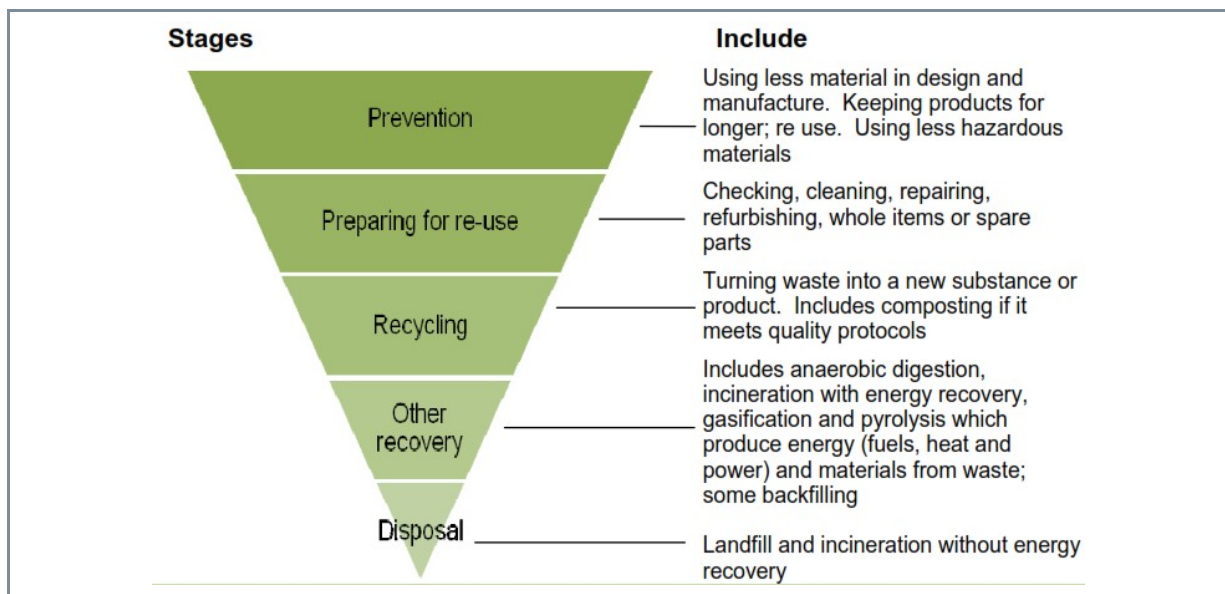 Stages Include
Prevention
Using less material in design and
manufacture.  Keeping products for
longer; re use.  Using less hazardous
materials
Preparing for re-use
Checking, cleaning, repairing,
refurbishing, whole items or spare
parts
Recycling
Turning waste into a new substance or
product.  Includes composting if it
meets quality protocols
Other
recovery
Includes anaerobic digestion,
incineration with energy recovery,
gasification and pyrolysis which
produce energy (fuels, heat and
power) and materials from waste;
some backfilling
Disposal
Landfill and incineration without energy
recovery